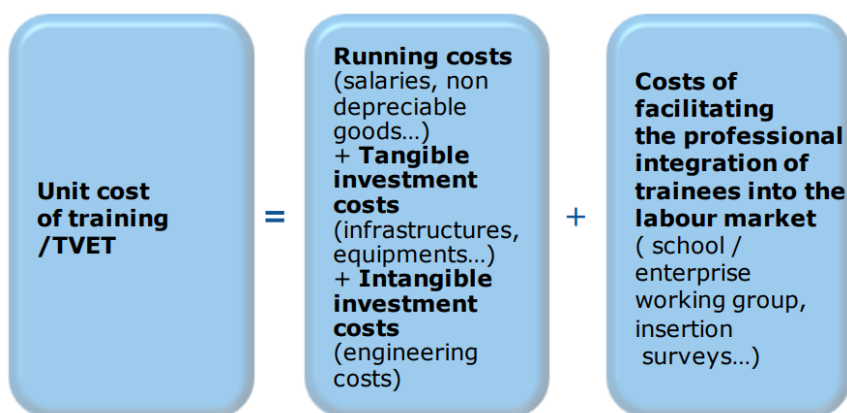 Unit cost
of training
/TVET
=
Running costs
(salaries, non
depreciable
goods…)
+ Tangible
investment
costs
(infrastructures,
equipments…)
+ Intangible
investment
costs
(engineering
costs)
+
Costs of
facilitating
the professional
integration of
trainees into the
labour market
( school /
enterprise
working group,
insertion
surveys…)